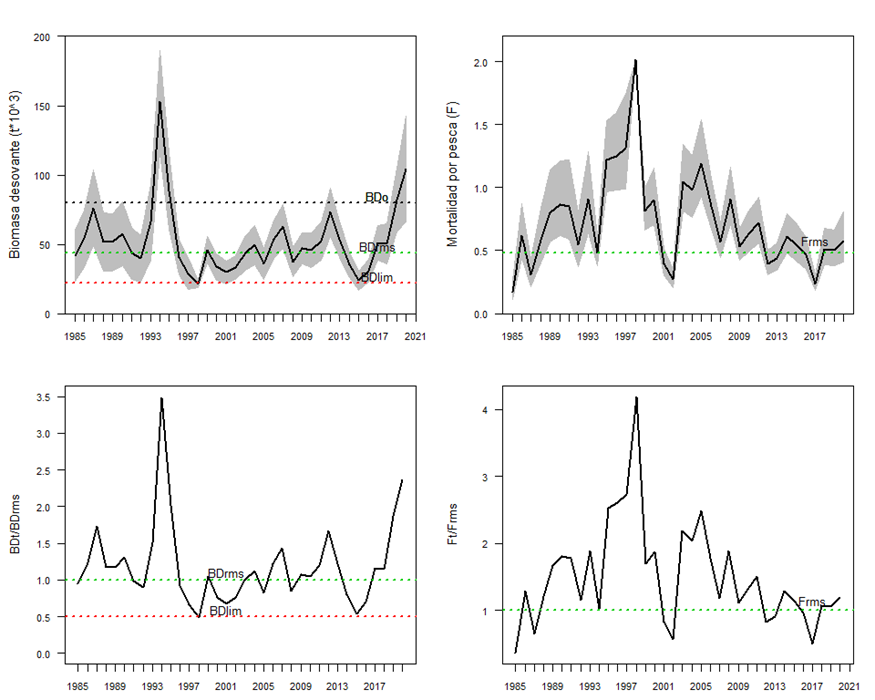 200
150
100
50
0
Biomasa desovante (t*10^3)
BDo
BDrms
BDlim
1985 1989 1993 1997 2001 2005 2009 2013 2017 2021
2.0
1.5
1.0
0.5
0.0
Mortalidad por pesca (F)
Frms
1985 1989 1993 1997 2001 2005 2009 2013 2017
3.5
3.0
2.5
2.0
1.5
1.0
0.5
0.0
BDt/BDrms
BDrms
BDlim
1985 1989 1993 1997 2001 2005 2009 2013 2017
4
3
2
1
Ft/Frms
Frms
1985 1989 1993 1997 2001 2005 2009 2013 2017 2021